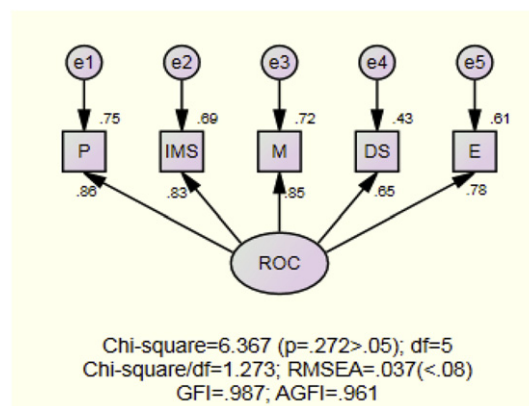 e1 e2 e3 e4 e5
.75 .69 .72 .43 .61
P IMS M DS E
.86 .83 .85 .65 .78
ROC
Chi-square=6.367 (p=.272>.05); df=5
Chi-square/df=1.273; RMSEA=.037(<.08)
GFI=.987; AGFI=.961